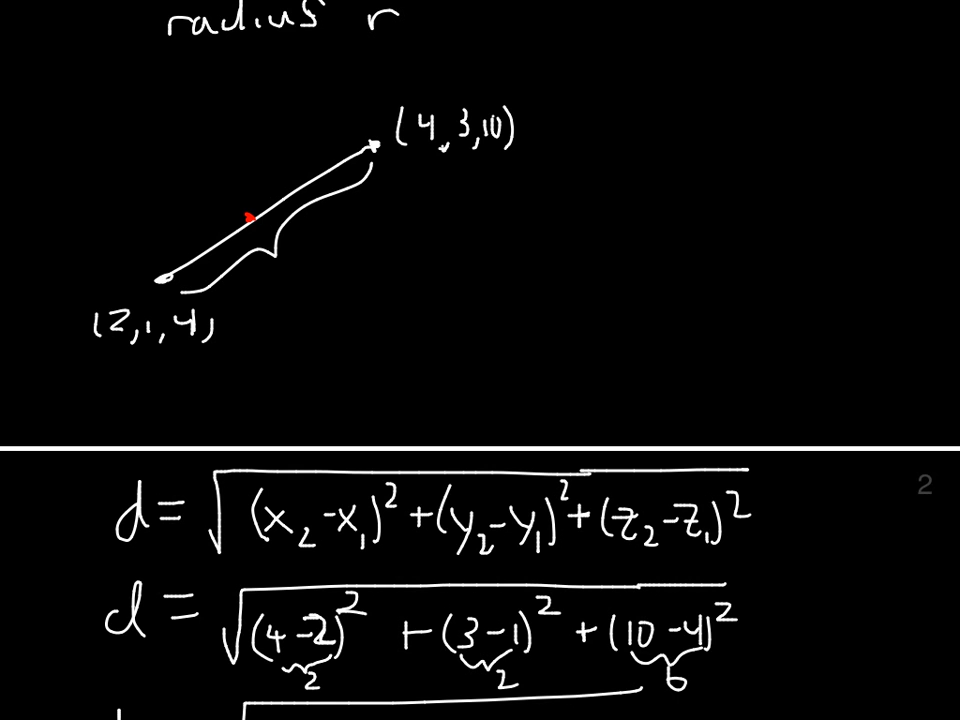 radius r
(4,3,10)
(2,1,4)
2
d = √(x₂-x₁)² + (y₂-y₁)² + (z₂-z₁)²
d = √(4-2)² + (3-1)² + (10-4)²
2 2 6